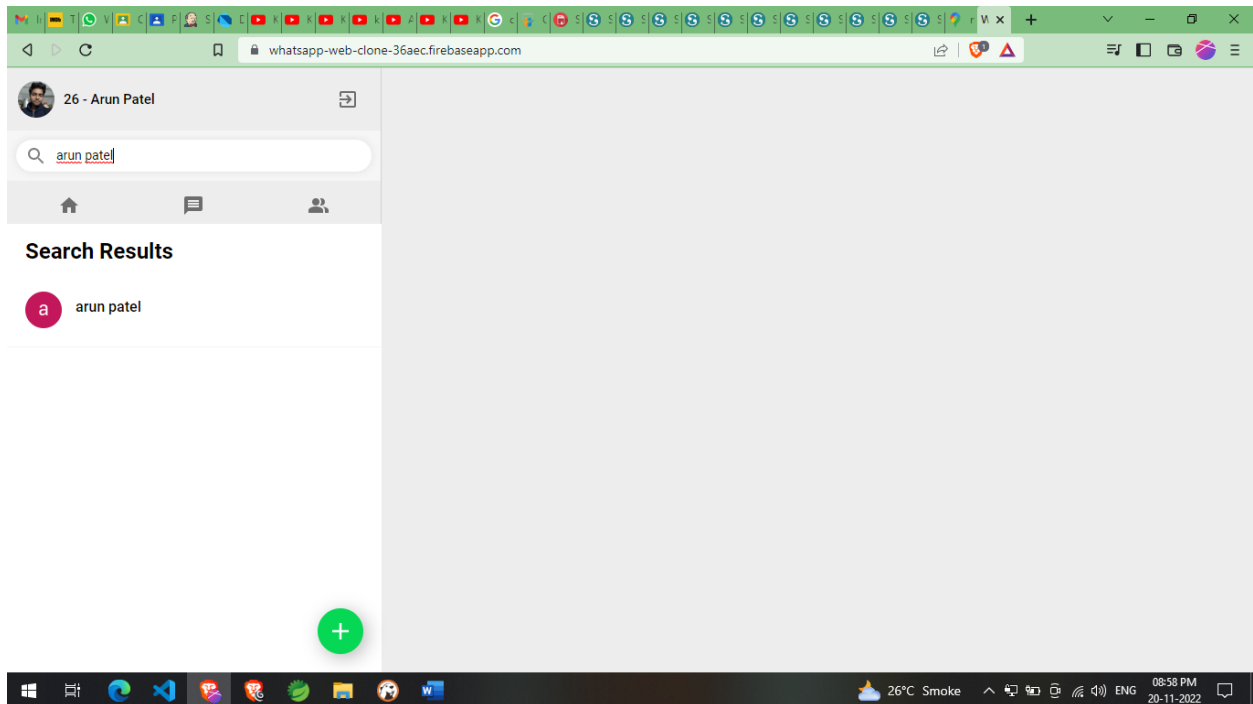 whatsapp-web-clone-36aec.firebaseapp.com
26 - Arun Patel
arun patel
Search Results
a
arun patel
26°C Smoke
ENG
08:58 PM
20-11-2022